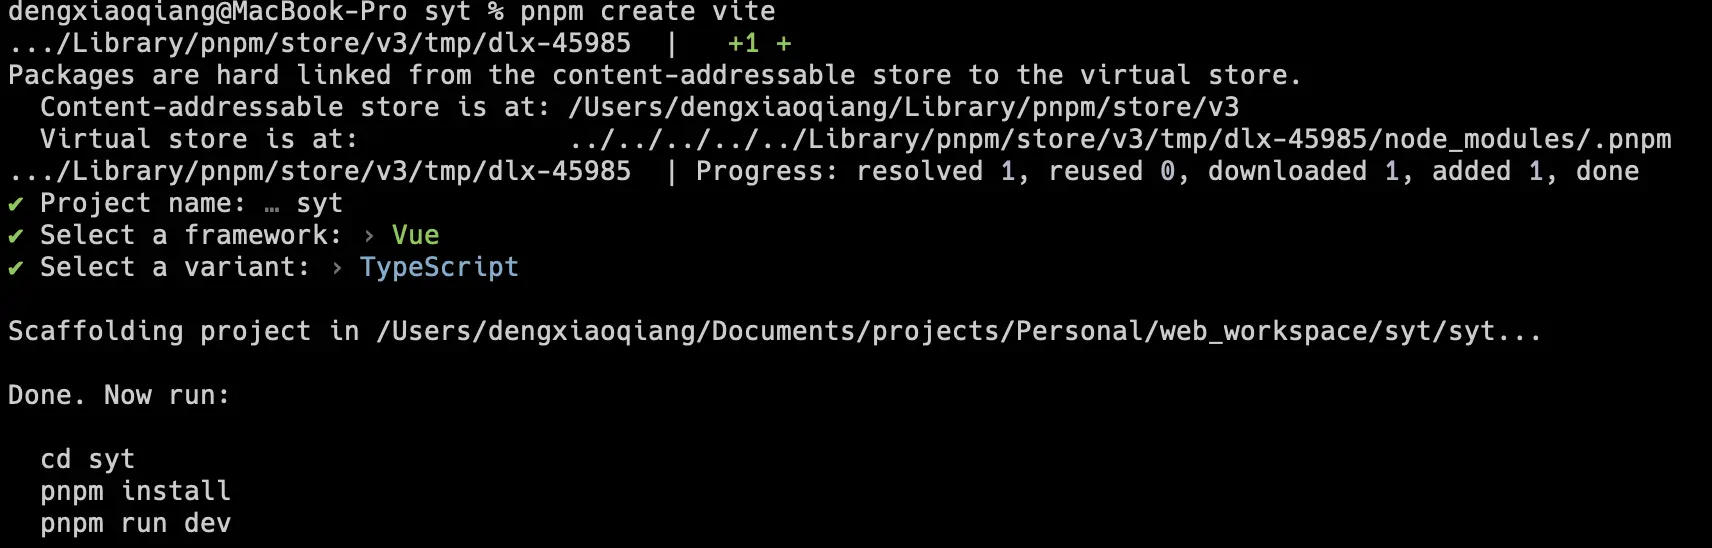 dengxiaoqiang@MacBook-Pro syt % pnpm create vite
.../Library/pnpm/store/v3/tmp/dlx-45985  |   +1 +
Packages are hard linked from the content-addressable store to the virtual store.
  Content-addressable store is at: /Users/dengxiaoqiang/Library/pnpm/store/v3
  Virtual store is at:             ../../../../../Library/pnpm/store/v3/tmp/dlx-45985/node_modules/.pnpm
.../Library/pnpm/store/v3/tmp/dlx-45985  | Progress: resolved 1, reused 0, downloaded 1, added 1, done
✔ Project name: … syt
✔ Select a framework: › Vue
✔ Select a variant: › TypeScript
Scaffolding project in /Users/dengxiaoqiang/Documents/projects/Personal/web_workspace/syt/syt...
Done. Now run:
  cd syt
  pnpm install
  pnpm run dev